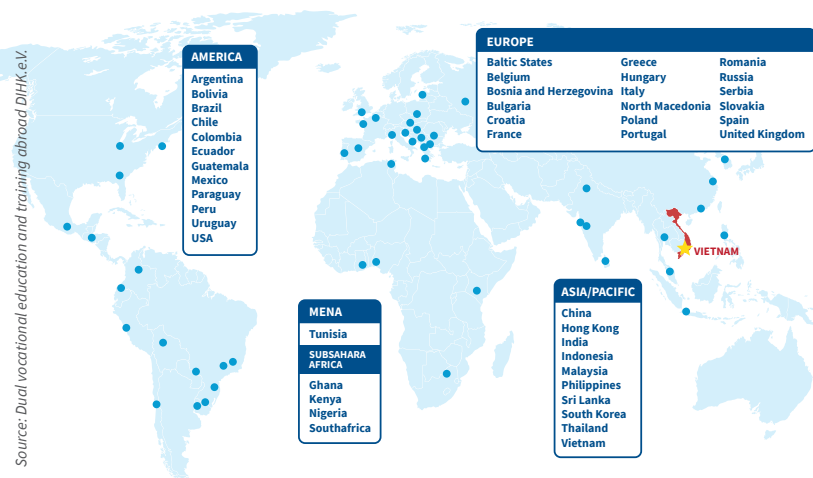 Source: Dual vocational education and training abroad DIHK.e.V.
AMERICA
Argentina
Bolivia
Brazil
Chile
Colombia
Ecuador
Guatemala
Mexico
Paraguay
Peru
Uruguay
USA
EUROPE
Baltic States
Belgium
Bosnia and Herzegovina
Bulgaria
Croatia
France
Greece
Hungary
Italy
North Macedonia
Poland
Portugal
Romania
Russia
Serbia
Slovakia
Spain
United Kingdom
VIETNAM
MENA
Tunisia
SUBSAHARA
AFRICA
Ghana
Kenya
Nigeria
Southafrica
ASIA/PACIFIC
China
Hong Kong
India
Indonesia
Malaysia
Philippines
Sri Lanka
South Korea
Thailand
Vietnam